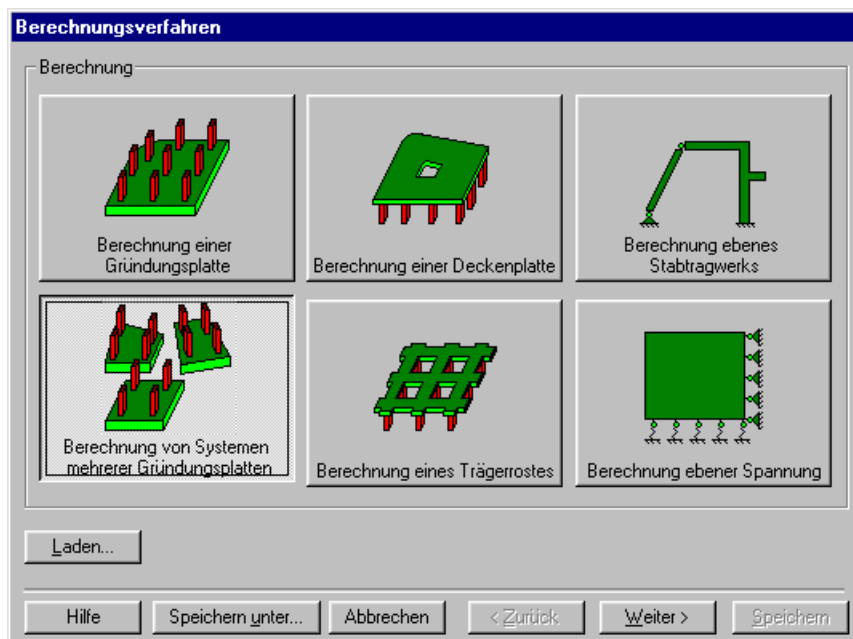 Berechnungsverfahren
Berechnung
Berechnung einer
Gründungsplatte
Berechnung einer Deckenplatte
Berechnung ebenes
Stabtragwerks
Berechnung von Systemen
mehrerer Gründungsplatten
Berechnung eines Trägerrostes
Berechnung ebener Spannung
Laden...
Hilfe
Speichern unter...
Abbrechen
< Zurück
Weiter >
Speichern